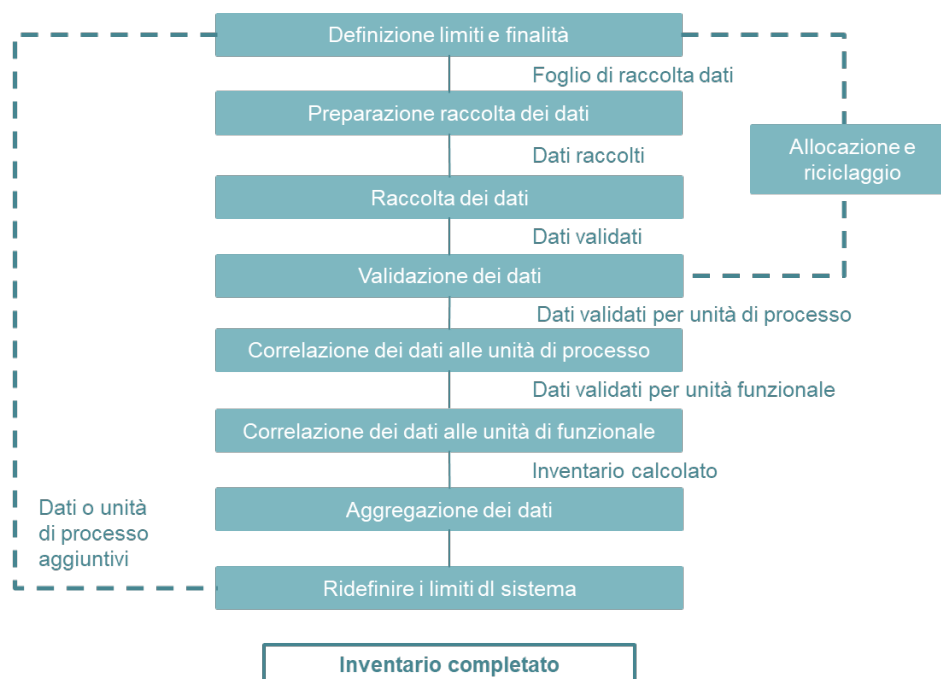 Definizione limiti e finalità
Foglio di raccolta dati
Preparazione raccolta dei dati
Allocazione e
riciclaggio
Dati raccolti
Raccolta dei dati
Dati validati
Validazione dei dati
Dati validati per unità di processo
Correlazione dei dati alle unità di processo
Dati validati per unità funzionale
Correlazione dei dati alle unità di funzionale
Inventario calcolato
Aggregazione dei dati
Dati o unità
di processo
aggiuntivi
Ridefinire i limiti dl sistema
Inventario completato